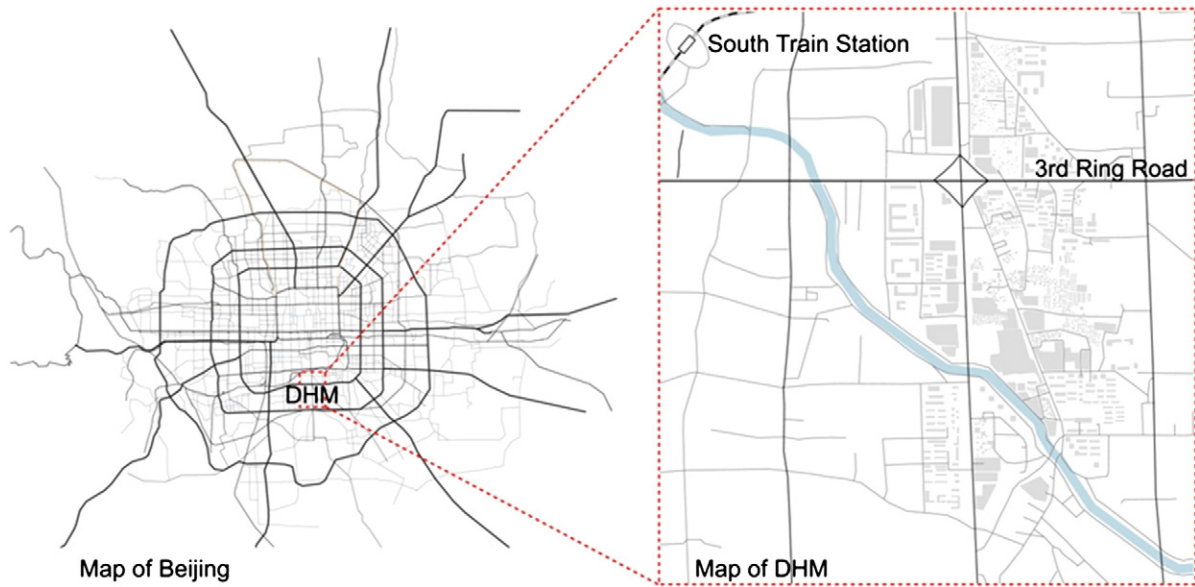 South Train Station
3rd Ring Road
DHM
Map of Beijing
Map of DHM